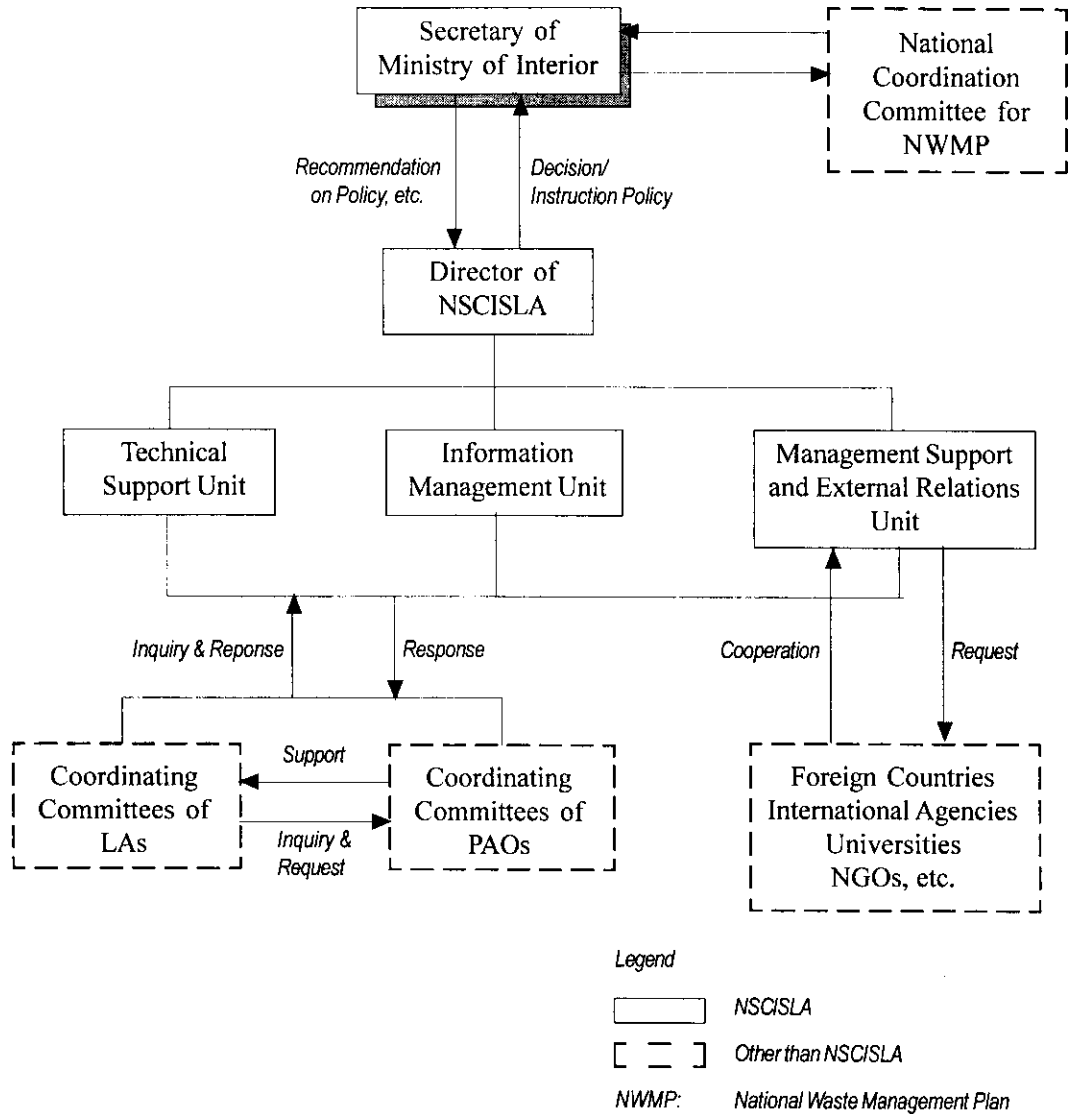 Secretary of
Ministry of Interior
National
Coordination
Committee for
NWMP
Recommendation
on Policy, etc.
Decision/
Instruction Policy
Director of
NSCISLA
Technical
Support Unit
Information
Management Unit
Management Support
and External Relations
Unit
Inquiry & Reponse
Response
Cooperation
Request
Coordinating
Committees of
LAs
Support
Inquiry &
Request
Coordinating
Committees of
PAOs
Foreign Countries
International Agencies
Universities
NGOs, etc.
Legend
NSCISLA
Other than NSCISLA
NWMP: National Waste Management Plan